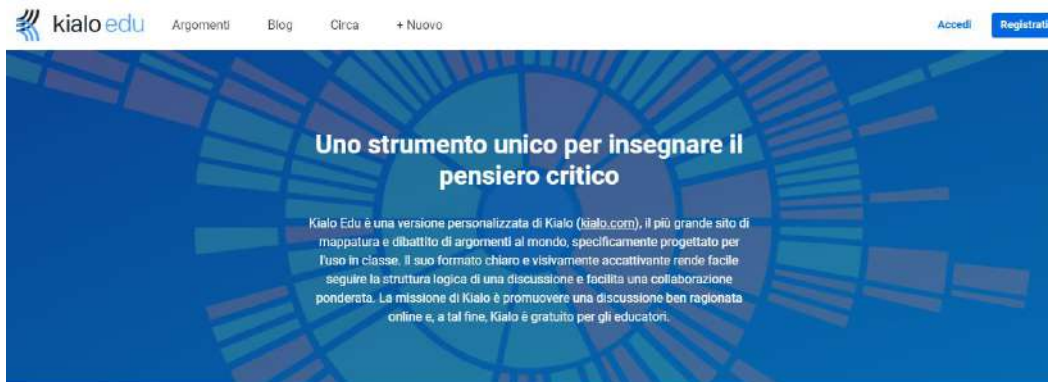 kialo edu Argomenti Blog Circa + Nuovo Accedi Registrati
Uno strumento unico per insegnare il
pensiero critico
Kialo Edu è una versione personalizzata di Kialo (kialo.com), il più grande sito di
mappatura e dibattito di argomenti al mondo, specificamente progettato per
l'uso in classe. Il suo formato chiaro e visivamente accattivante rende facile
seguire la struttura logica di una discussione e facilita una collaborazione
ponderata. La missione di Kialo è promuovere una discussione ben ragionata
online e, a tal fine, Kialo è gratuito per gli educatori.